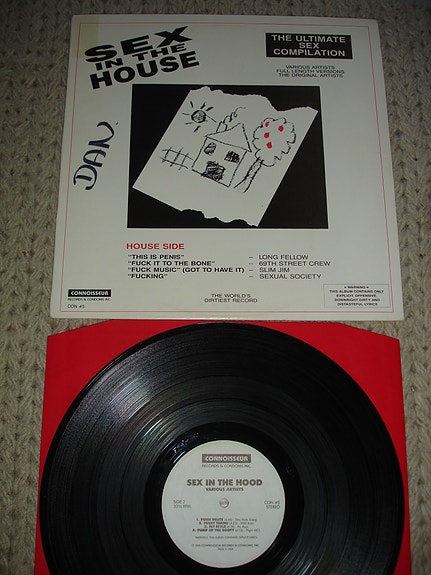 SEX
IN THE
HOUSE
THE ULTIMATE
SEX
COMPILATION
VARIOUS ARTISTS
FULL LENGTH VERSIONS
THE ORIGINAL ARTISTS
DAN
HOUSE SIDE
"THIS IS PENIS" – LONG FELLOW
"FUCK IT TO THE BONE" – 69TH STREET CREW
"FUCK MUSIC" (GOT TO HAVE IT) – SLIM JIM
"FUCKING" – SEXUAL SOCIETY
CONNOISSEUR
RECORDS & CONDOMS INC.
CON #5
THE WORLD'S
DIRTIEST RECORD
WARNING
THIS ALBUM CONTAINS ONLY
EXPLICIT, OFFENSIVE,
DOWNRIGHT DIRTY AND
DISTASTEFUL LYRICS
CONNOISSEUR
RECORDS & CONDOMS INC.
SEX IN THE HOOD
VARIOUS ARTISTS
SIDE 2
33⅓ RPM
CON #5
STEREO